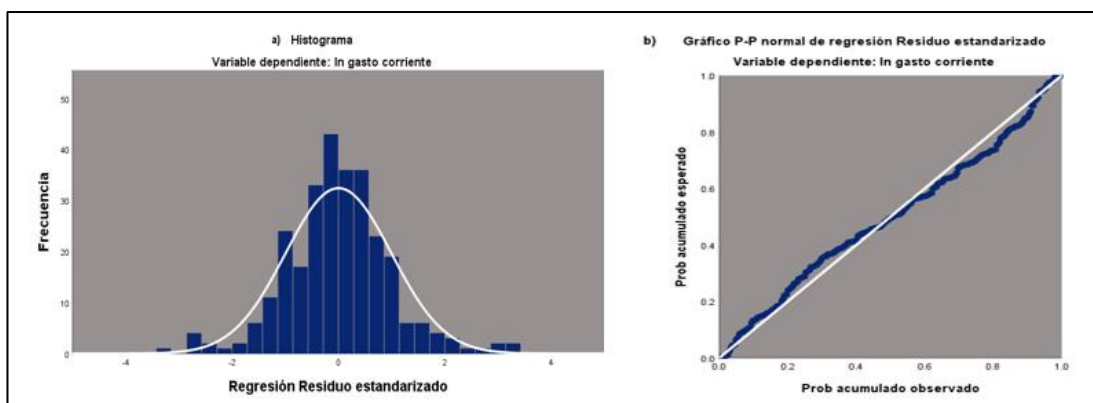 a) Histograma
Variable dependiente: ln gasto corriente
Frecuencia
50
40
30
20
10
0
-4 -2 0 2 4
Regresión Residuo estandarizado
b) Gráfico P-P normal de regresión Residuo estandarizado
Variable dependiente: ln gasto corriente
Prob acumulado esperado
1.0
0.8
0.6
0.4
0.2
0.0
0.0 0.2 0.4 0.6 0.8 1.0
Prob acumulado observado